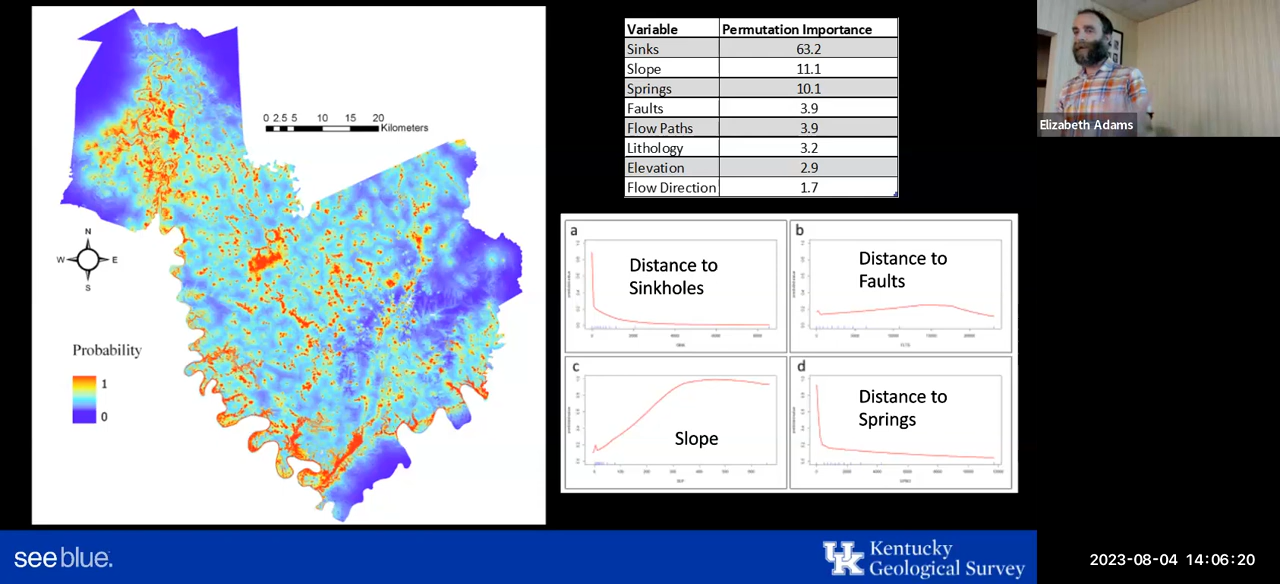 Variable Permutation Importance
Sinks 63.2
Slope 11.1
Springs 10.1
Faults 3.9
Flow Paths 3.9
Lithology 3.2
Elevation 2.9
Flow Direction 1.7
Elizabeth Adams
0 2.5 5 10 15 20
Kilometers
N
W E
S
Probability
1
0
a
Distance to
Sinkholes
b
Distance to
Faults
c
Slope
d
Distance to
Springs
see blue.
UK Kentucky
Geological Survey
2023-08-04 14:06:20